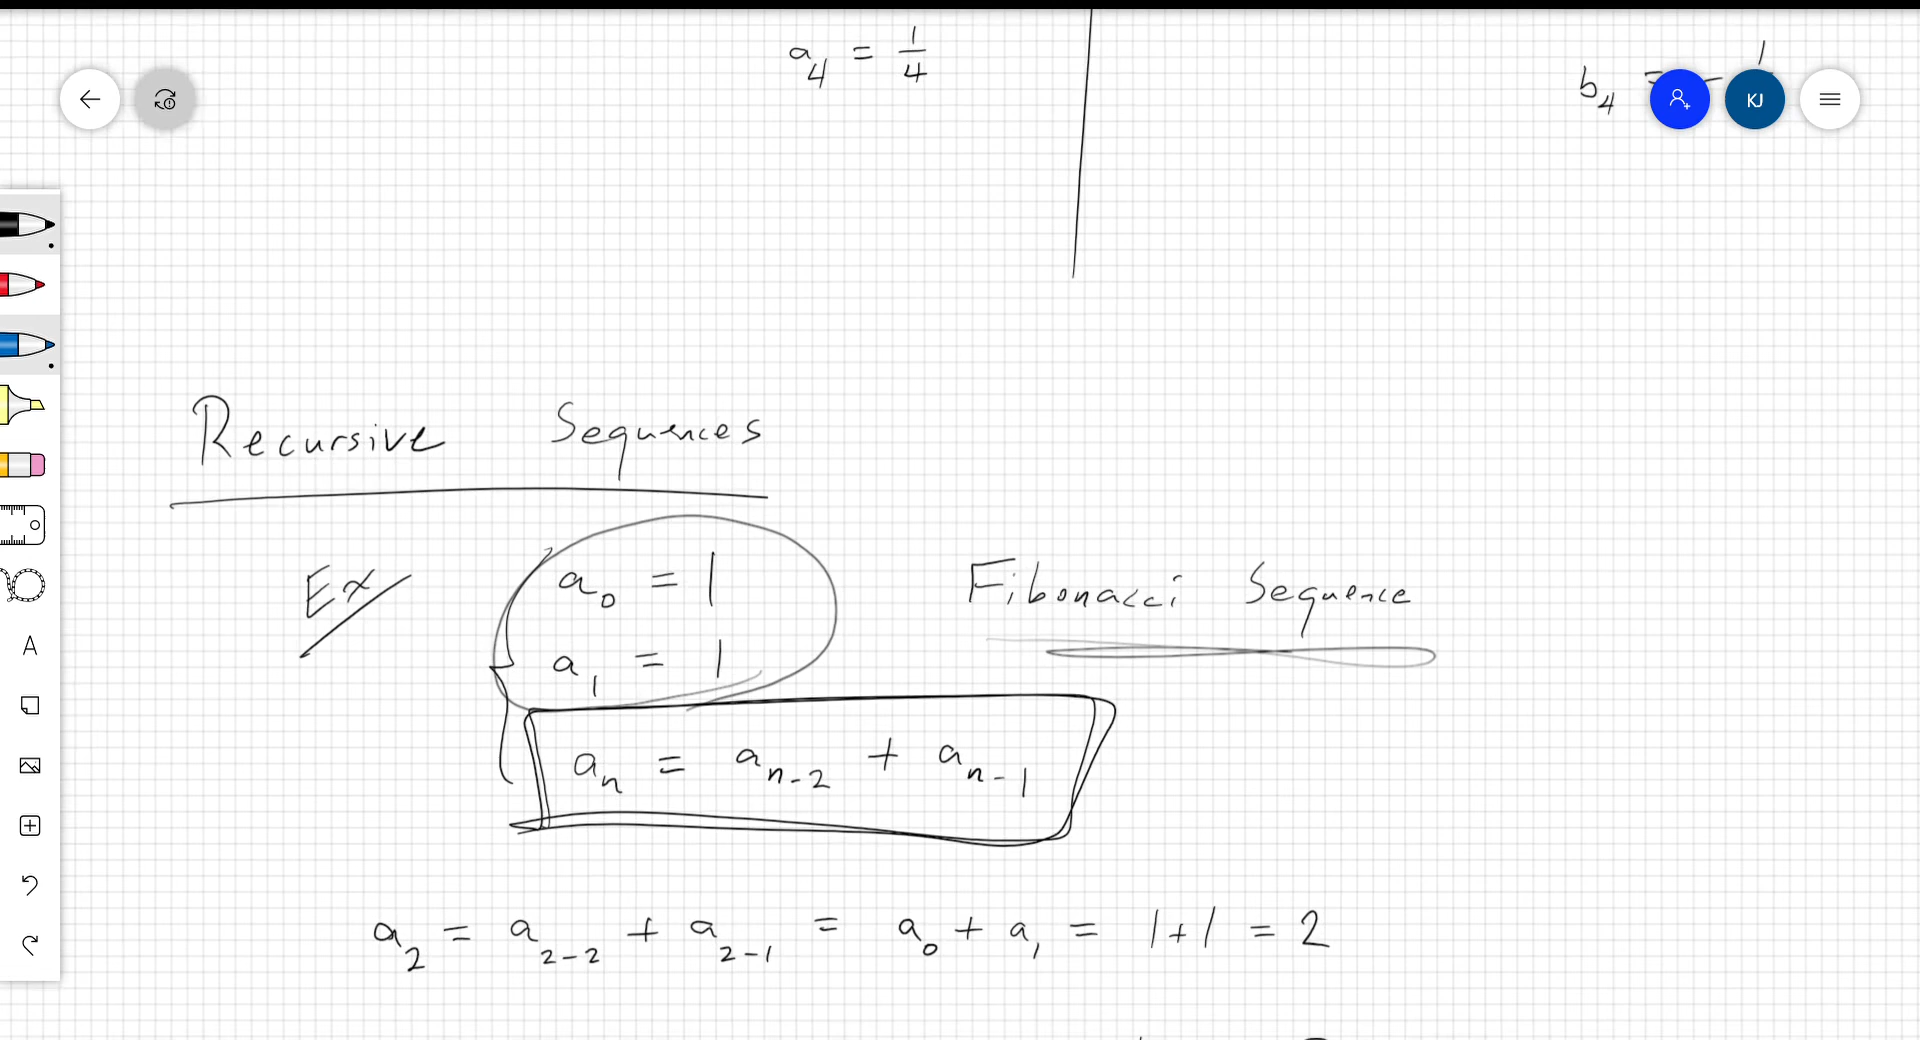 a₄ = 1/4
b₄ = -
KJ
Recursive Sequences
Ex
a₀ = 1
Fibonacci Sequence
a₁ = 1
aₙ = aₙ₋₂ + aₙ₋₁
A
a₂ = a₂₋₂ + a₂₋₁ = a₀ + a₁ = 1 + 1 = 2